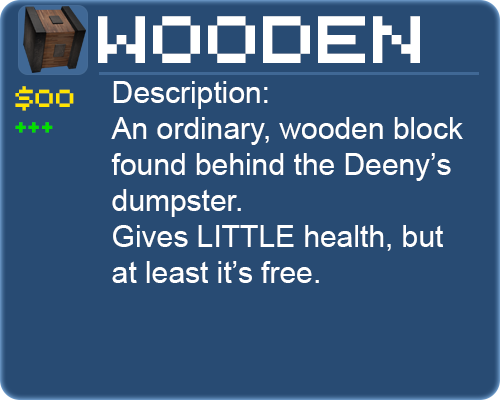 WOODEN
$00
+++
Description:
An ordinary, wooden block
found behind the Deeny’s
dumpster.
Gives LITTLE health, but
at least it’s free.